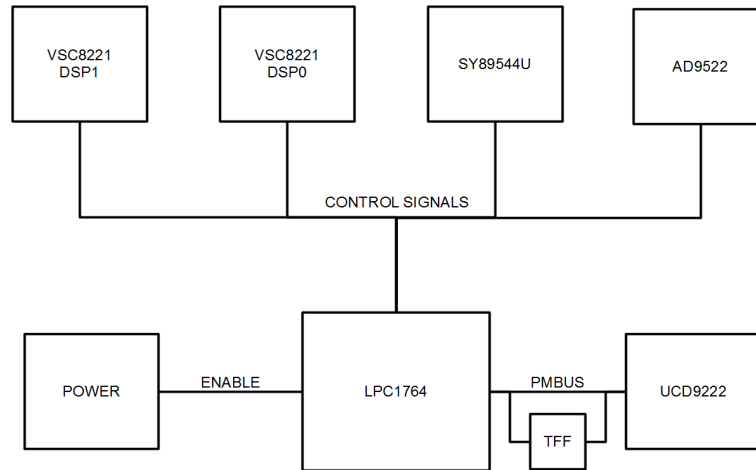 VSC8221
DSP1
VSC8221
DSP0
SY89544U
AD9522
CONTROL SIGNALS
POWER
ENABLE
LPC1764
PMBUS
UCD9222
TFF